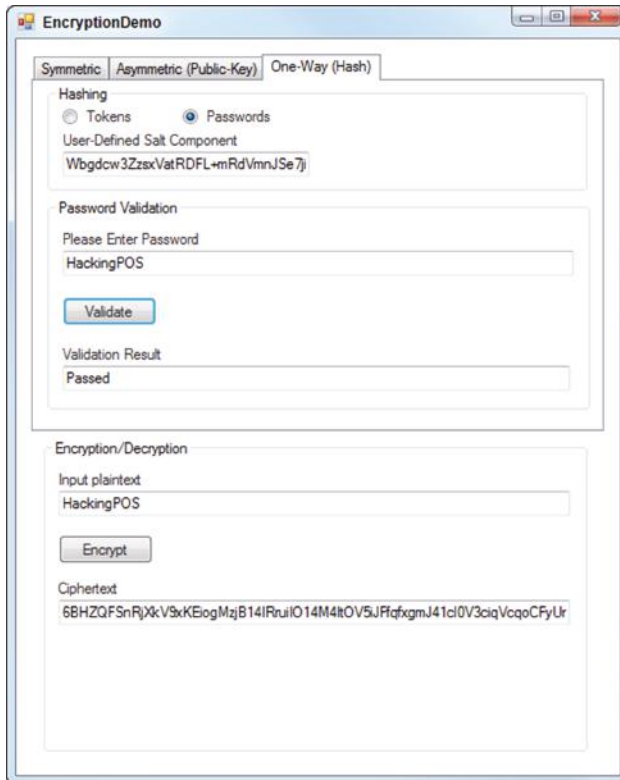 EncryptionDemo
Symmetric Asymmetric (Public-Key) One-Way (Hash)
Hashing
Tokens Passwords
User-Defined Salt Component
Wbgdcw3ZzsxVatRDFL+mRdVmnJSe7ji
Password Validation
Please Enter Password
HackingPOS
Validate
Validation Result
Passed
Encryption/Decryption
Input plaintext
HackingPOS
Encrypt
Ciphertext